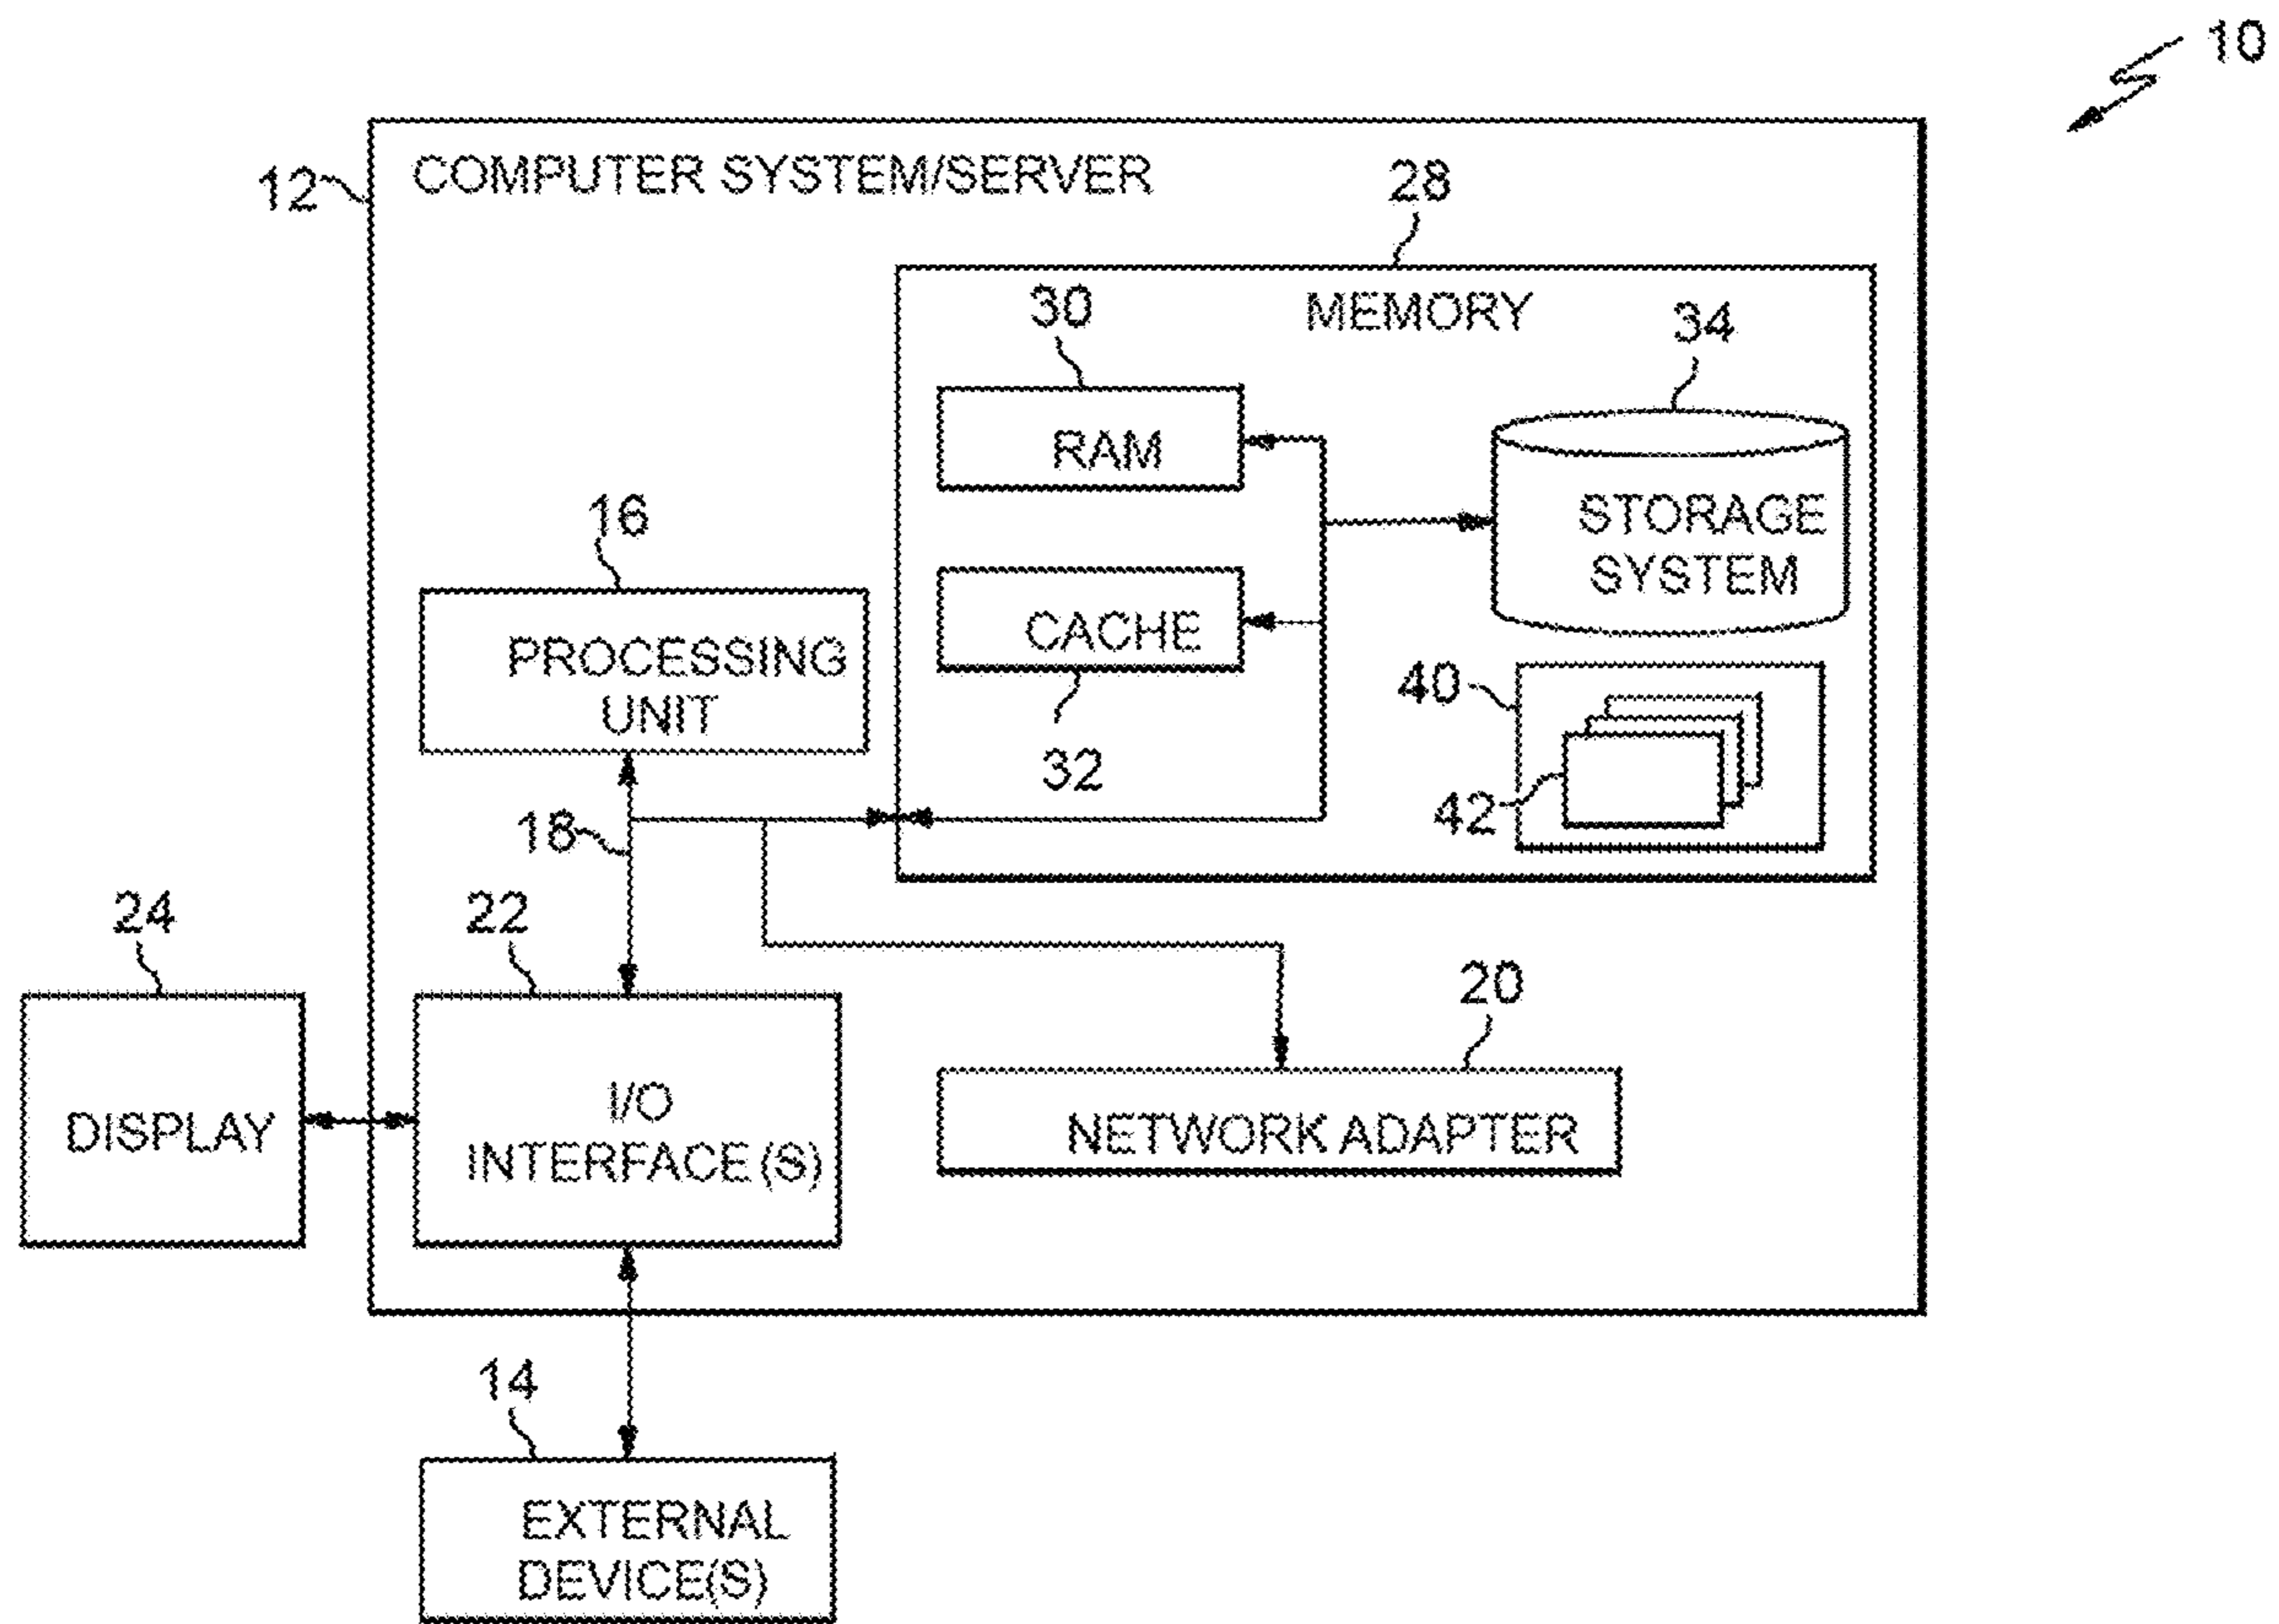 10
12
COMPUTER SYSTEM/SERVER
28
MEMORY
30
34
RAM
STORAGE
SYSTEM
16
PROCESSING
UNIT
CACHE
32
40
42
18
24
22
20
DISPLAY
I/O
INTERFACE(S)
NETWORK ADAPTER
14
EXTERNAL
DEVICE(S)